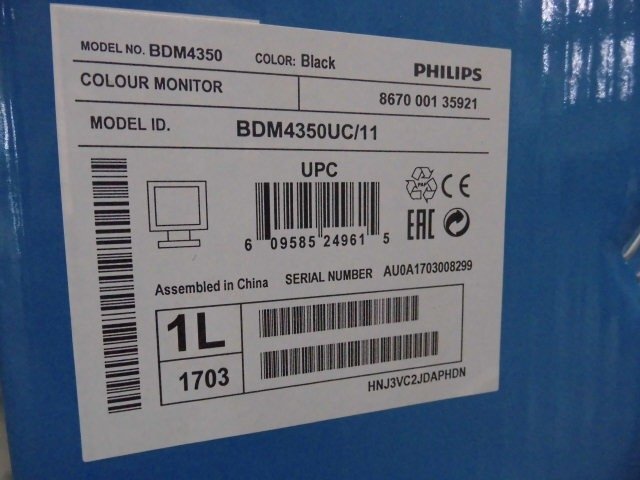 MODEL NO. BDM4350 COLOR: Black PHILIPS
COLOUR MONITOR 8670 001 35921
MODEL ID. BDM4350UC/11
UPC
PAP
CE
EAC
6 09585 24961 5
Assembled in China SERIAL NUMBER AU0A1703008299
1L
1703
HNJ3VC2JDAPHDN